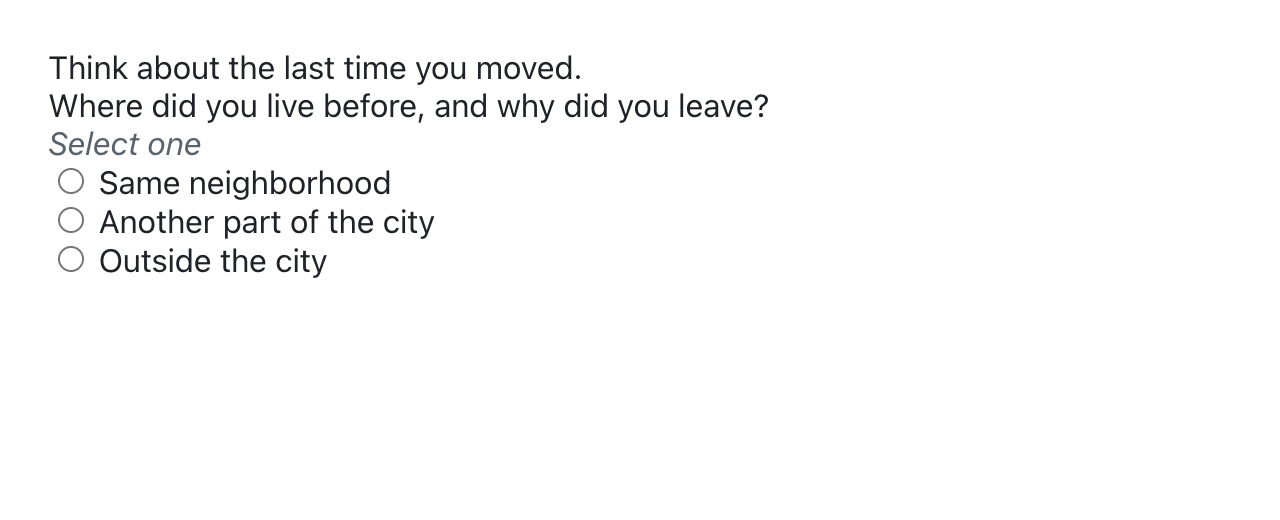 Think about the last time you moved.
Where did you live before, and why did you leave?
Select one
Same neighborhood
Another part of the city
Outside the city